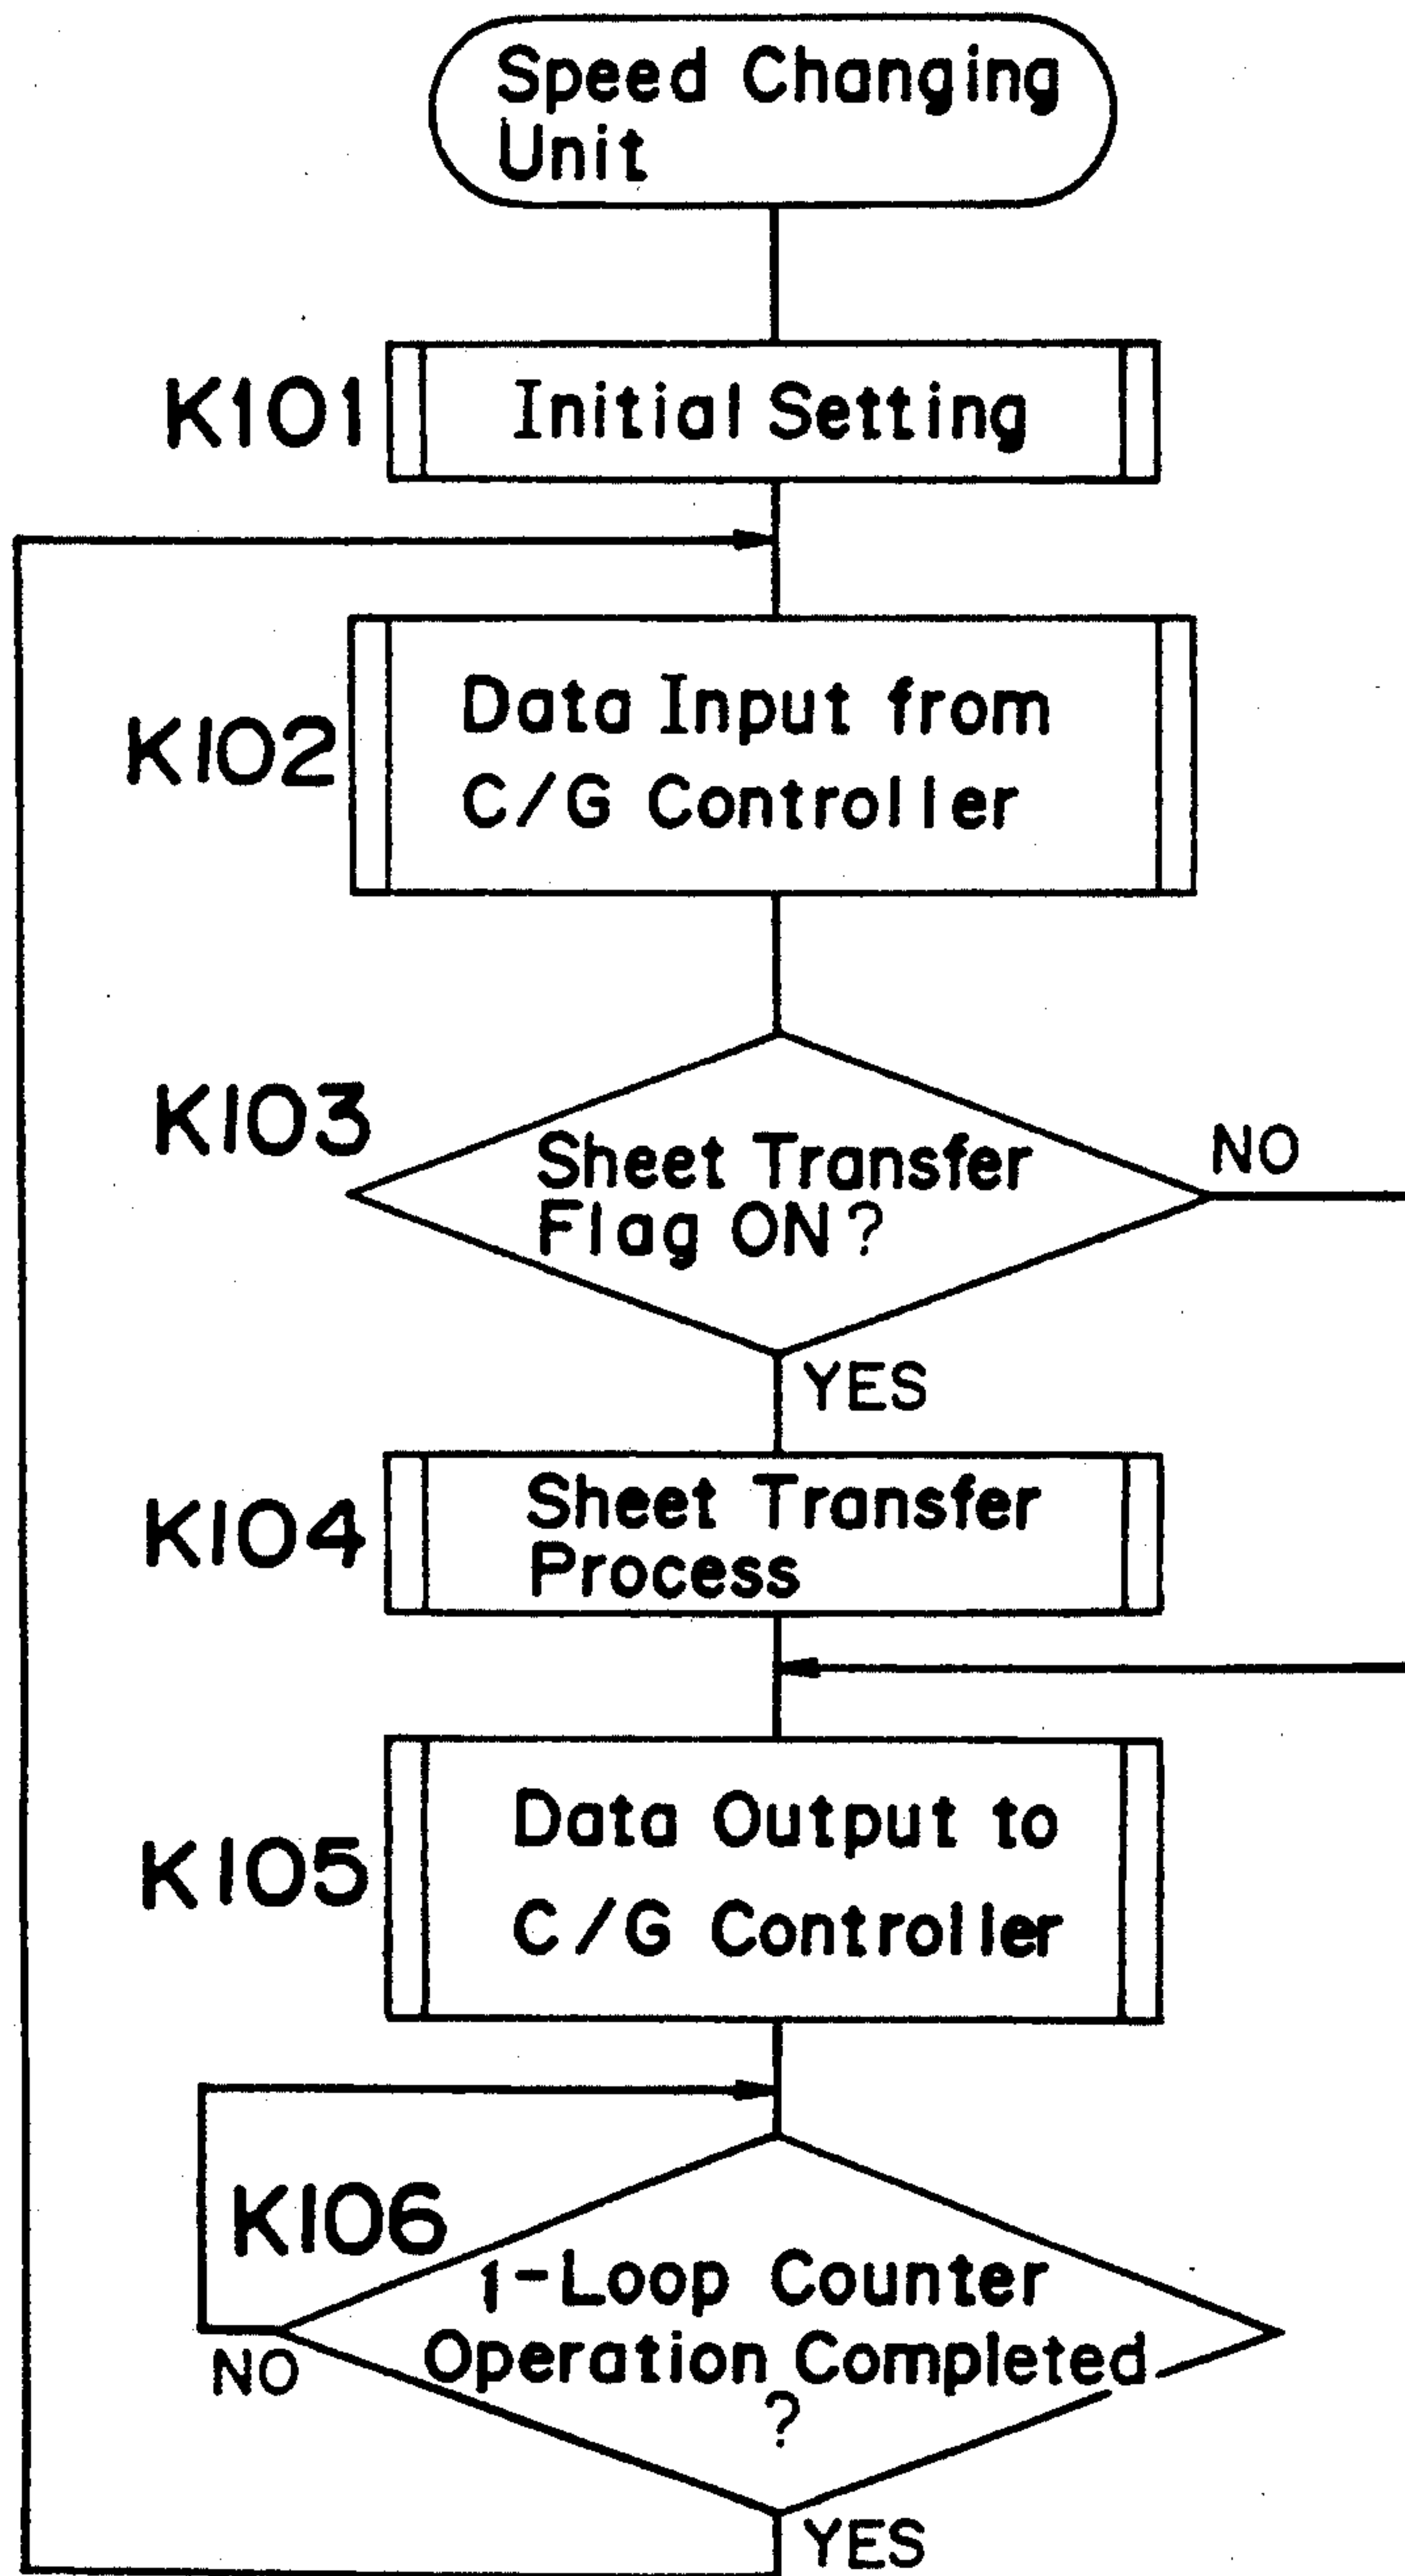 Speed Changing
Unit
K101
Initial Setting
K102
Data Input from
C/G Controller
K103
Sheet Transfer
Flag ON?
NO
YES
K104
Sheet Transfer
Process
K105
Data Output to
C/G Controller
K106
1-Loop Counter
Operation Completed
?
NO
YES